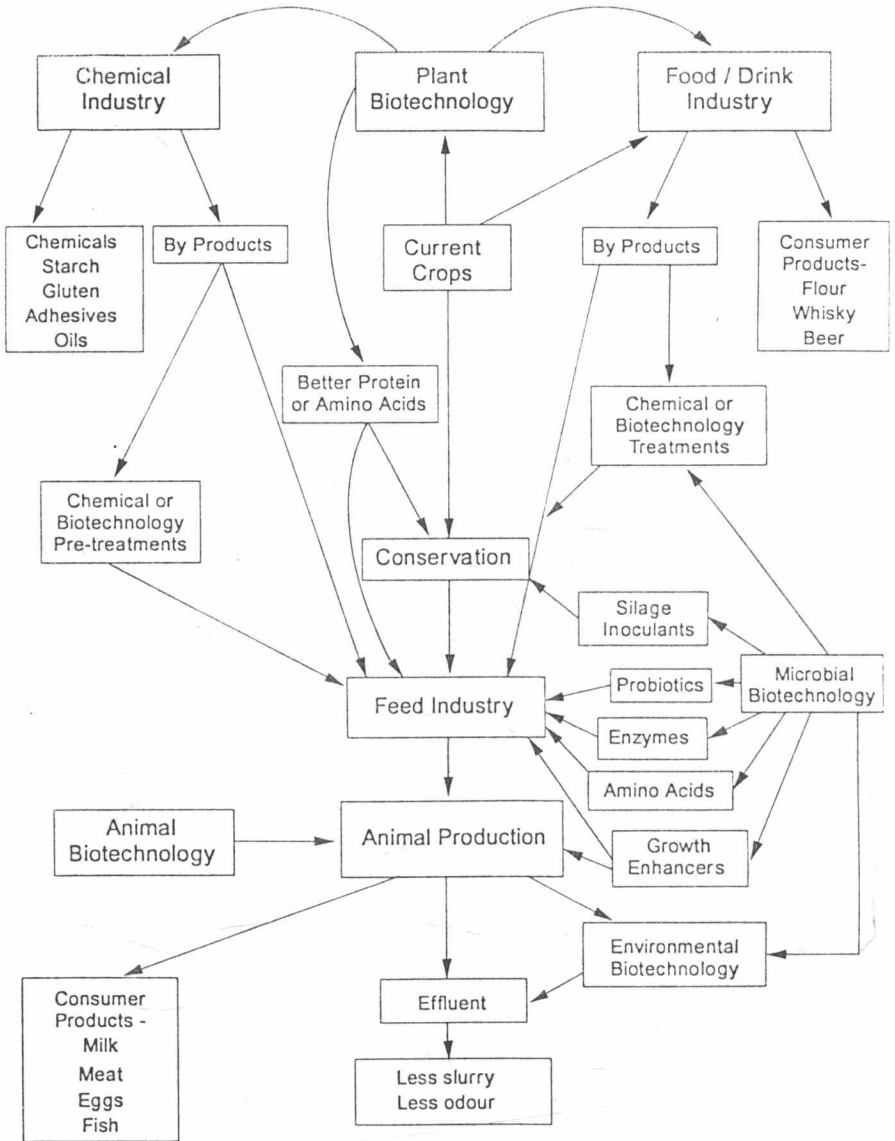 Chemical
Industry
Plant
Biotechnology
Food / Drink
Industry
Chemicals
Starch
Gluten
Adhesives
Oils
By Products
Current
Crops
By Products
Consumer
Products-
Flour
Whisky
Beer
Better Protein
or Amino Acids
Chemical or
Biotechnology
Treatments
Chemical or
Biotechnology
Pre-treatments
Conservation
Silage
Inoculants
Microbial
Biotechnology
Probiotics
Feed Industry
Enzymes
Amino Acids
Animal
Biotechnology
Animal Production
Growth
Enhancers
Environmental
Biotechnology
Consumer
Products -
Milk
Meat
Eggs
Fish
Effluent
Less slurry
Less odour